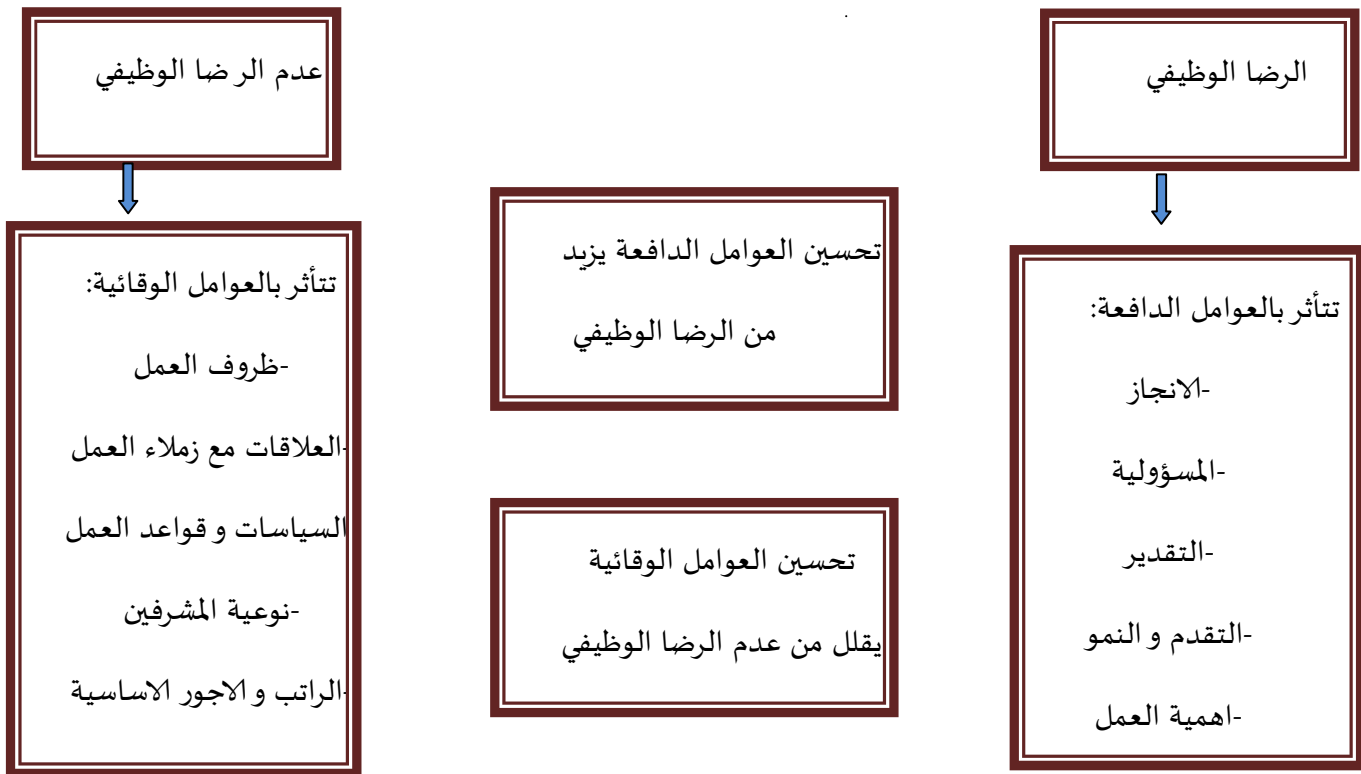 الرضا الوظيفي
تتأثر بالعوامل الدافعة:
-الانجاز
-المسؤولية
-التقدير
-التقدم و النمو
-اهمية العمل
تحسين العوامل الدافعة يزيد
من الرضا الوظيفي
تحسين العوامل الوقائية
يقلل من عدم الرضا الوظيفي
عدم الر ضا الوظيفي
تتأثر بالعوامل الوقائية:
-ظروف العمل
-العلاقات مع زملاء العمل
السياسات و قواعد العمل
-نوعية المشرفين
-الراتب و الاجور الاساسية